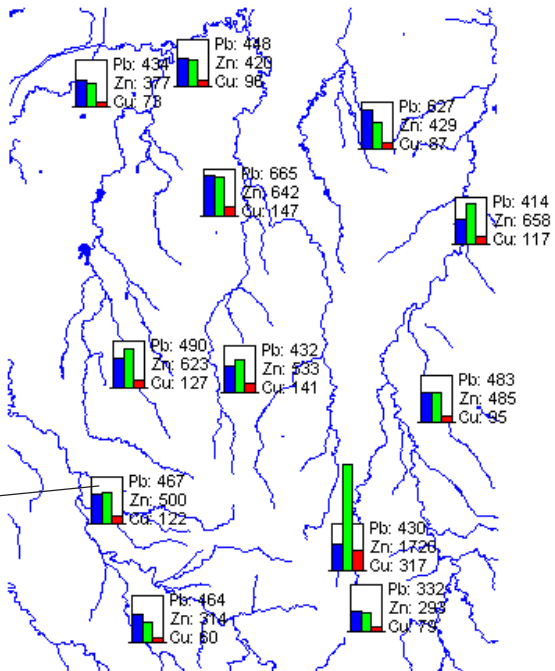 Pb: 448
Zn: 420
Cu: 96
Pb: 434
Zn: 377
Cu: 73
Pb: 627
Zn: 429
Cu: 87
Pb: 665
Zn: 642
Cu: 147
Pb: 414
Zn: 658
Cu: 117
Pb: 490
Zn: 623
Cu: 127
Pb: 432
Zn: 533
Cu: 141
Pb: 483
Zn: 485
Cu: 95
Pb: 467
Zn: 500
Cu: 122
Pb: 430
Zn:
Cu: 317
Pb: 464
Zn: 314
Cu: 60
Pb: 332
Zn: 293
Cu: